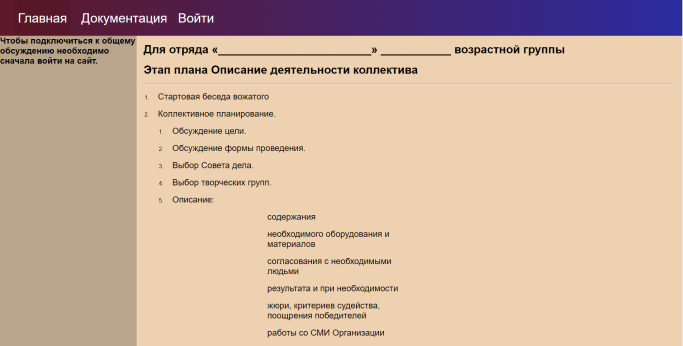 Главная Документация Войти
Чтобы подключиться к общему
обсуждению необходимо
сначала войти на сайт.
Для отряда «________________________» ___________ возрастной группы
Этап плана Описание деятельности коллектива
1. Стартовая беседа вожатого
2. Коллективное планирование.
1. Обсуждение цели.
2. Обсуждение формы проведения.
3. Выбор Совета дела.
4. Выбор творческих групп.
5. Описание:
содержания
необходимого оборудования и
материалов
согласования с необходимыми
людьми
результата и при необходимости
жюри, критериев судейства,
поощрения победителей
работы со СМИ Организации